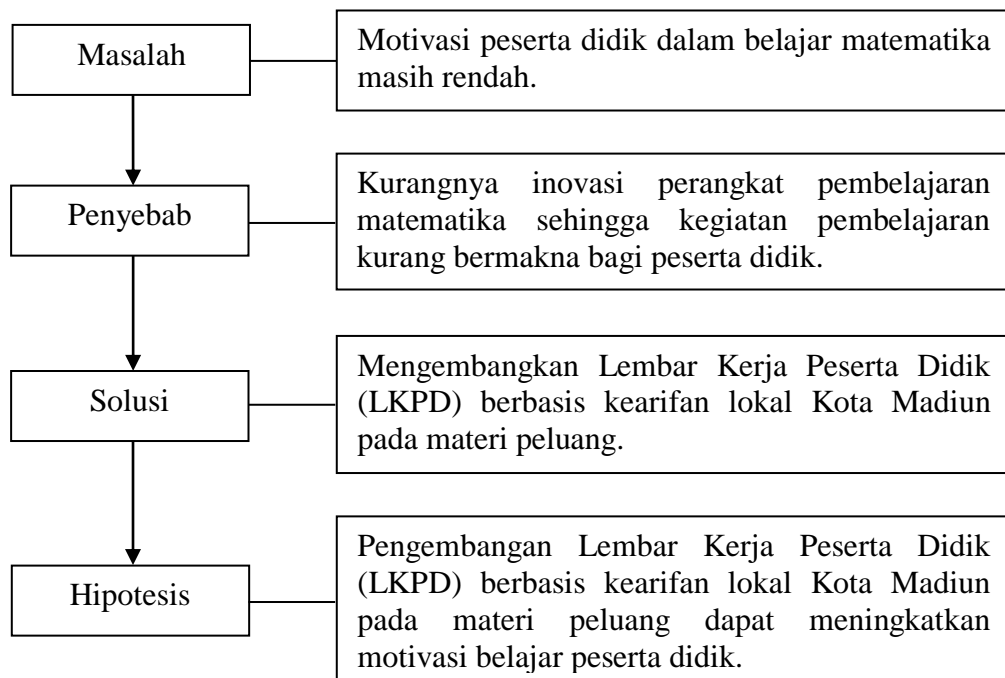 Masalah
Motivasi peserta didik dalam belajar matematika
masih rendah.
Penyebab
Kurangnya inovasi perangkat pembelajaran
matematika sehingga kegiatan pembelajaran
kurang bermakna bagi peserta didik.
Solusi
Mengembangkan Lembar Kerja Peserta Didik
(LKPD) berbasis kearifan lokal Kota Madiun
pada materi peluang.
Hipotesis
Pengembangan Lembar Kerja Peserta Didik
(LKPD) berbasis kearifan lokal Kota Madiun
pada materi peluang dapat meningkatkan
motivasi belajar peserta didik.